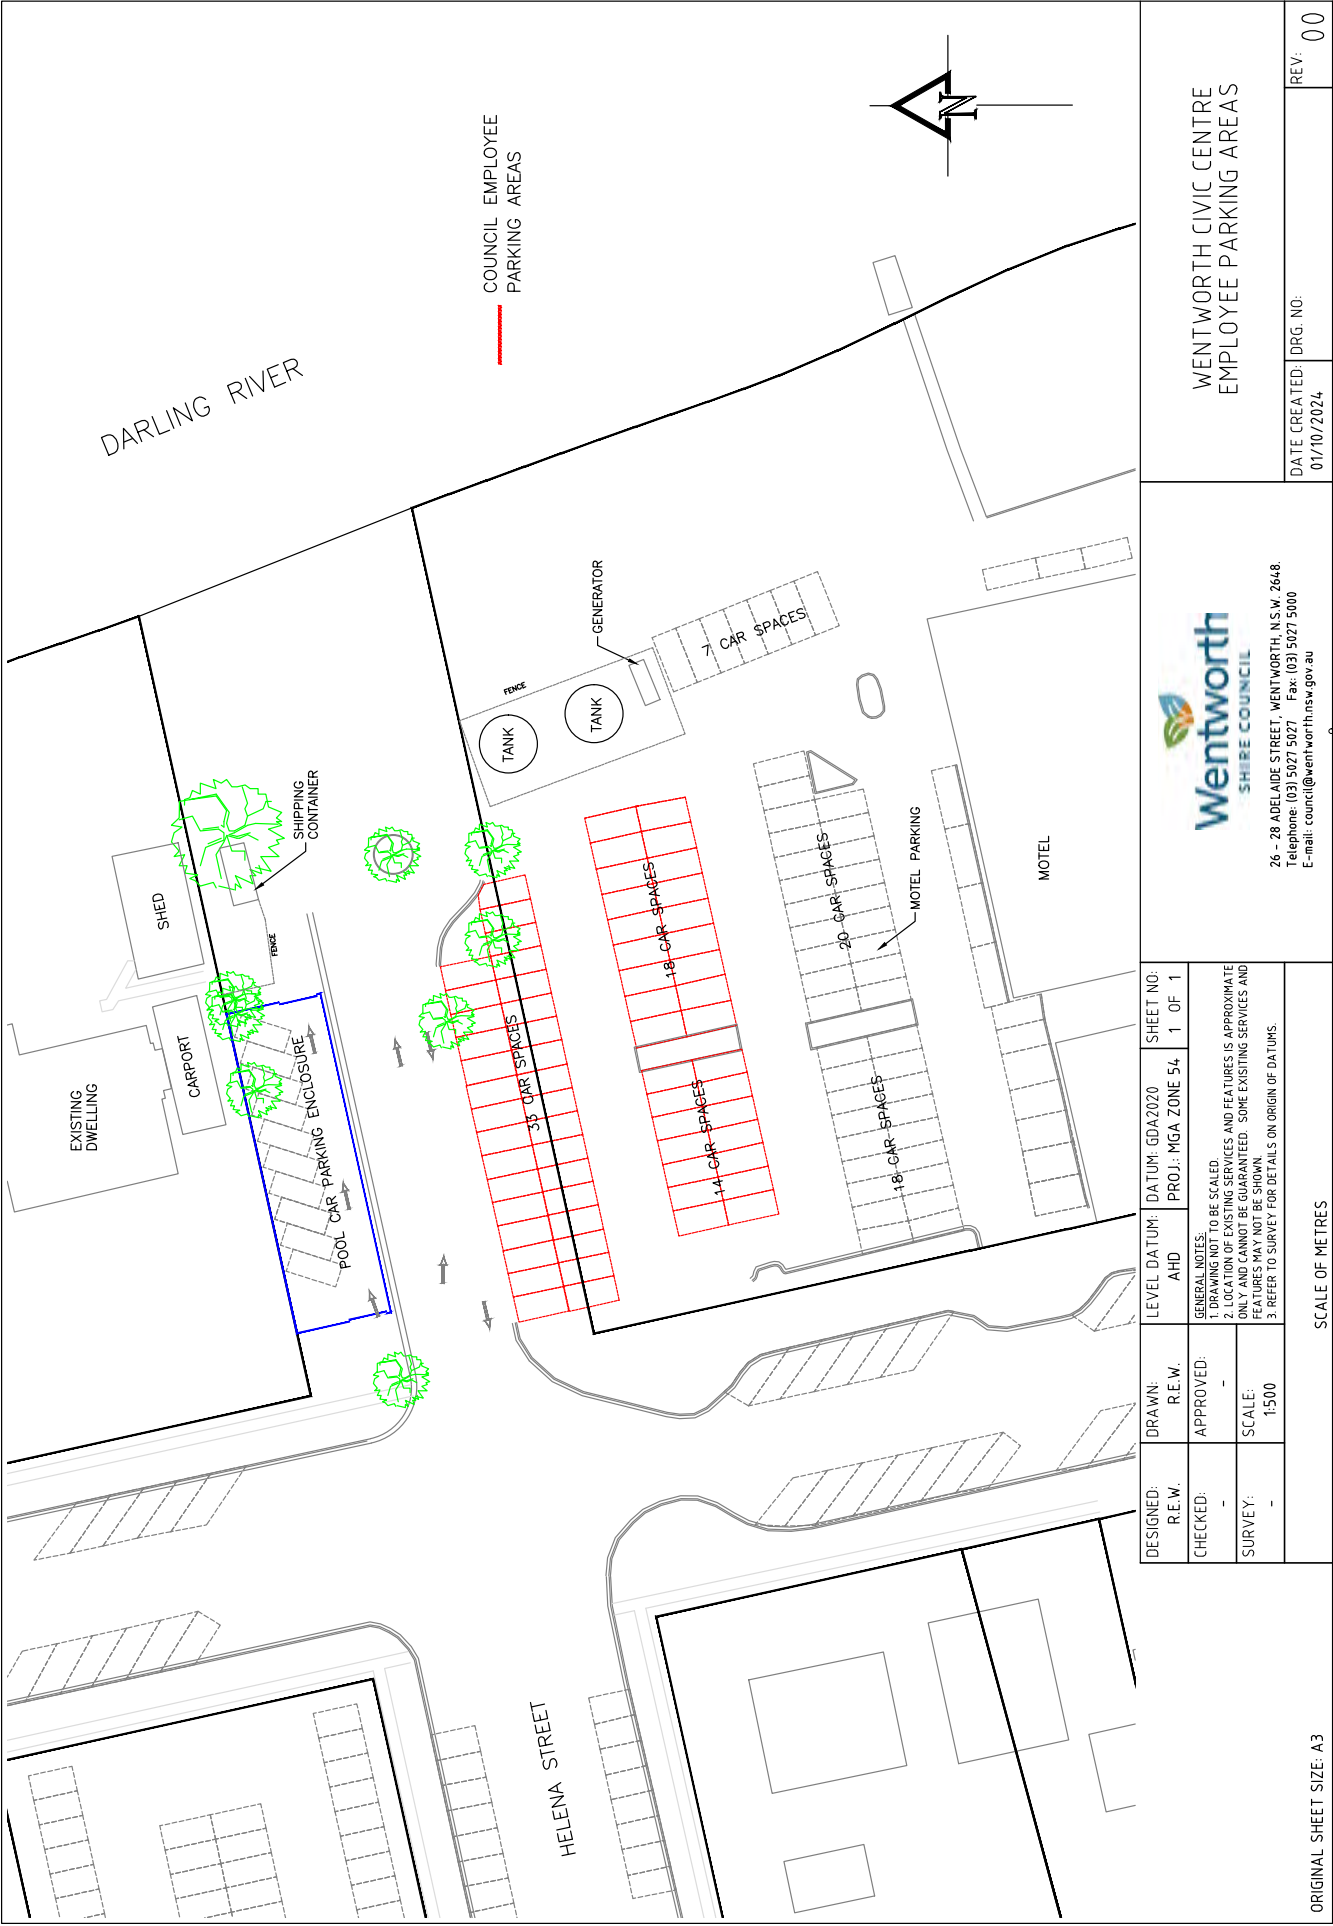 DARLING RIVER
COUNCIL EMPLOYEE
PARKING AREAS
N
GENERATOR
FENCE
TANK
TANK
7 CAR SPACES
SHIPPING
CONTAINER
SHED
FENCE
CARPORT
EXISTING
DWELLING
POOL CAR PARKING ENCLOSURE
33 CAR SPACES
18 CAR SPACES
14 CAR SPACES
20 CAR SPACES
18 CAR SPACES
MOTEL PARKING
MOTEL
HELENA STREET
DESIGNED:
R.E.W.
DRAWN:
R.E.W.
LEVEL DATUM:
AHD
DATUM: GDA2020
PROJ.: MGA ZONE 54
SHEET NO:
1 OF 1
CHECKED:
-
APPROVED:
-
SURVEY:
-
SCALE:
1:500
GENERAL NOTES:
1. DRAWING NOT TO BE SCALED.
2. LOCATION OF EXISTING SERVICES AND FEATURES IS APPROXIMATE
ONLY AND CANNOT BE GUARANTEED. SOME EXISITING SERVICES AND
FEATURES MAY NOT BE SHOWN.
3. REFER TO SURVEY FOR DETAILS ON ORIGIN OF DATUMS.
SCALE OF METRES
ORIGINAL SHEET SIZE: A3
Wentworth
SHIRE COUNCIL
26 - 28 ADELAIDE STREET, WENTWORTH, N.S.W. 2648.
Telephone: (03) 5027 5027 Fax: (03) 5027 5000
E-mail: council@wentworth.nsw.gov.au
WENTWORTH CIVIC CENTRE
EMPLOYEE PARKING AREAS
DATE CREATED:
01/10/2024
DRG. NO:
REV:
00